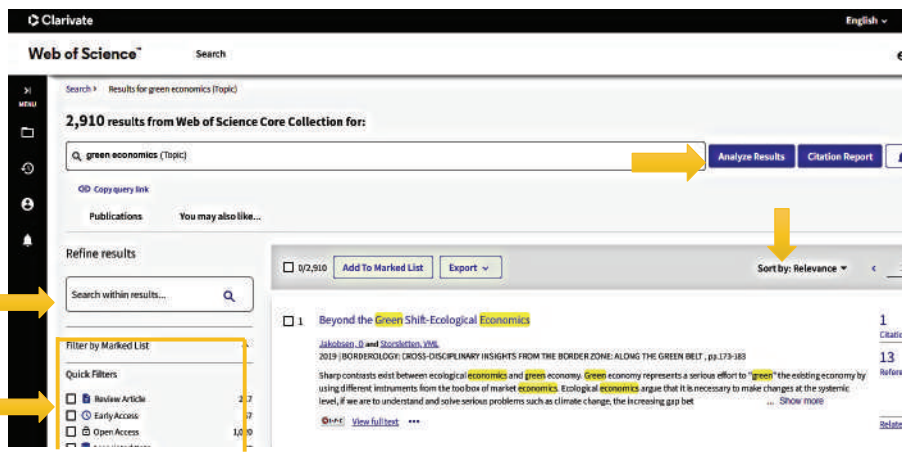 Clarivate
English
Web of Science™
Search
MENU
Search > Results for green economics (Topic)
2,910 results from Web of Science Core Collection for:
green economics (Topic)
Analyze Results
Citation Report
Copy query link
Publications
You may also like...
Refine results
0/2,910
Add To Marked List
Export
Sort by: Relevance
Search within results...
1
Beyond the Green Shift-Ecological Economics
1
Filter by Marked List
Jakobsen, O and Storsletten, VML
13
2019 | BORDEROLOGY: CROSS-DISCIPLINARY INSIGHTS FROM THE BORDER ZONE: ALONG THE GREEN BELT , pp.173-183
Quick Filters
Sharp contrasts exist between ecological economics and green economy. Green economy represents a serious effort to "green" the existing economy by
using different instruments from the toolbox of market economics. Ecological economics argue that it is necessary to make changes at the systemic
Review Article
level, if we are to understand and solve serious problems such as climate change, the increasing gap bet ... Show more
Early Access
View full text
Open Access